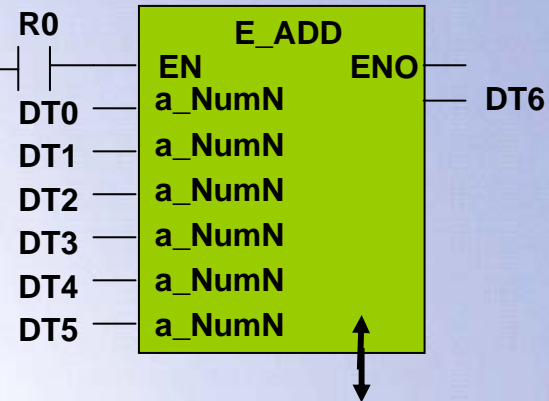 R0
E_ADD
EN ENO
DT0 a_NumN DT6
DT1 a_NumN
DT2 a_NumN
DT3 a_NumN
DT4 a_NumN
DT5 a_NumN